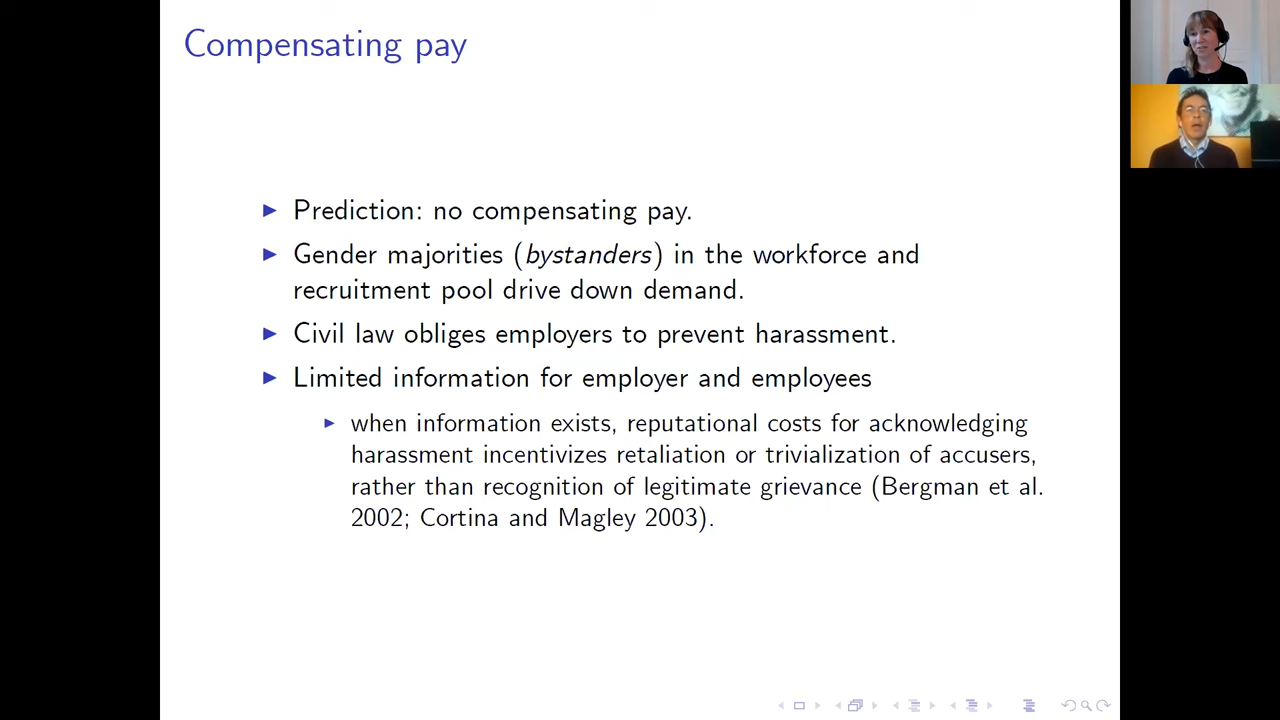 Compensating pay
Prediction: no compensating pay.
Gender majorities (bystanders) in the workforce and
recruitment pool drive down demand.
Civil law obliges employers to prevent harassment.
Limited information for employer and employees
when information exists, reputational costs for acknowledging
harassment incentivizes retaliation or trivialization of accusers,
rather than recognition of legitimate grievance (Bergman et al.
2002; Cortina and Magley 2003).